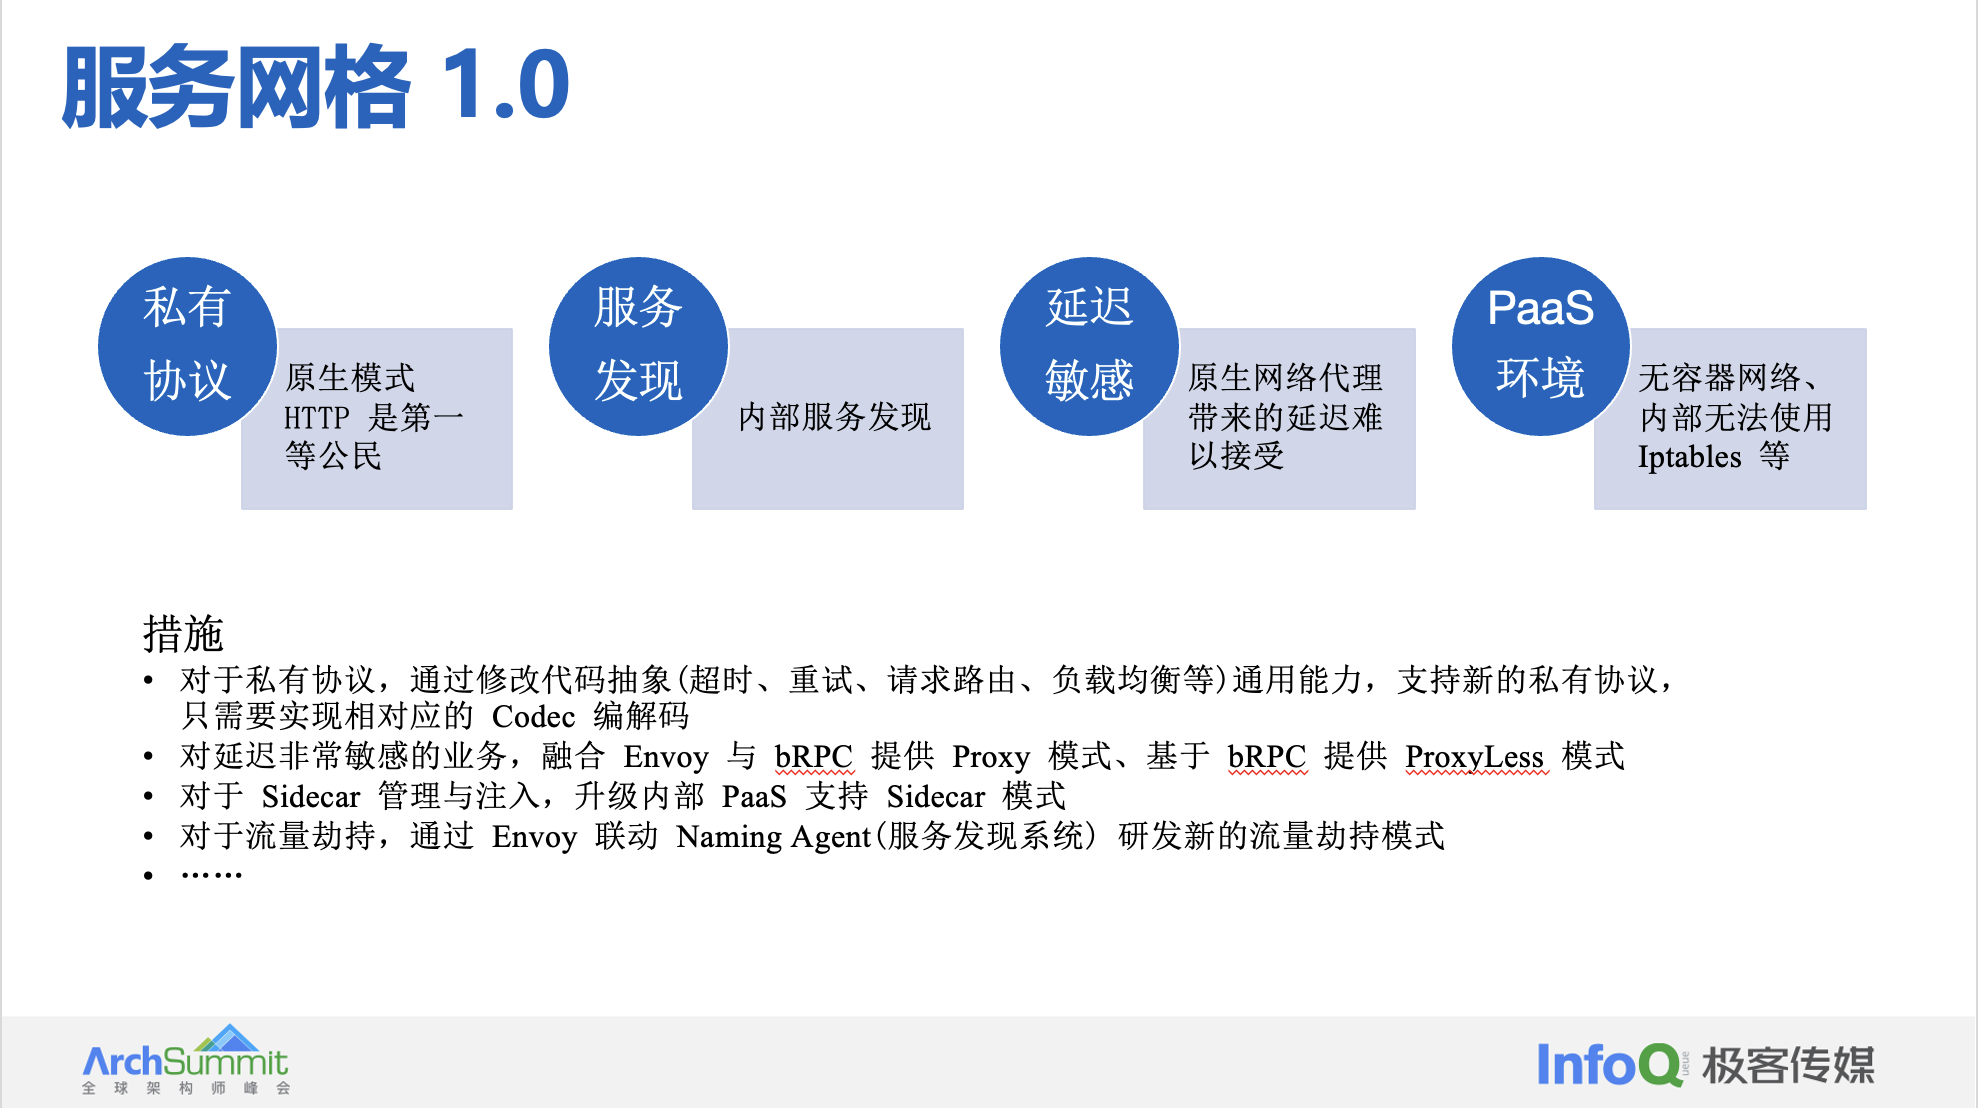 服务网格 1.0
私有
协议
原生模式
HTTP 是第一
等公民
服务
发现
内部服务发现
延迟
敏感
原生网络代理
带来的延迟难
以接受
PaaS
环境
无容器网络、
内部无法使用
Iptables 等
措施
• 对于私有协议，通过修改代码抽象(超时、重试、请求路由、负载均衡等)通用能力，支持新的私有协议，
只需要实现相对应的 Codec 编解码
• 对延迟非常敏感的业务，融合 Envoy 与 bRPC 提供 Proxy 模式、基于 bRPC 提供 ProxyLess 模式
• 对于 Sidecar 管理与注入，升级内部 PaaS 支持 Sidecar 模式
• 对于流量劫持，通过 Envoy 联动 Naming Agent(服务发现系统) 研发新的流量劫持模式
• ……
ArchSummit
全球架构师峰会
InfoQueue 极客传媒